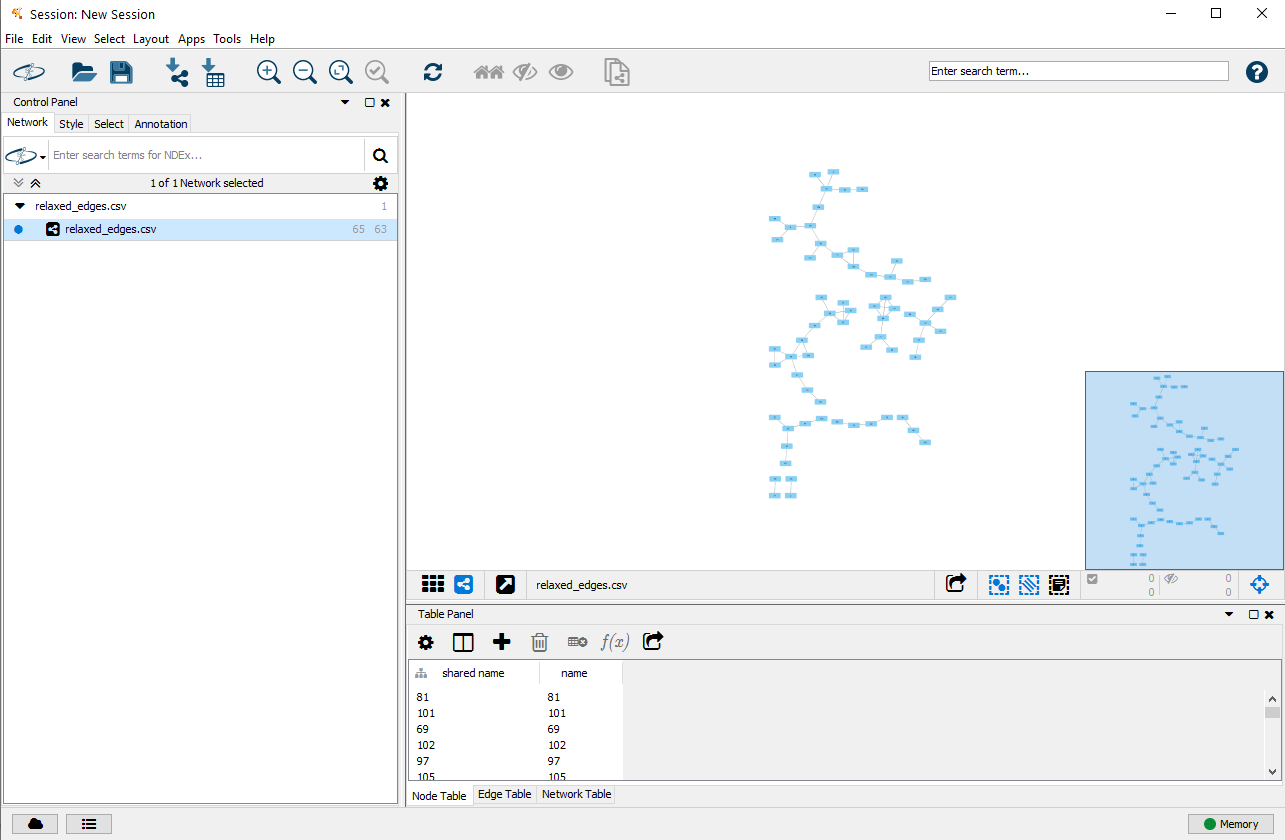 Session: New Session
File Edit View Select Layout Apps Tools Help
Enter search term...
Control Panel
Network Style Select Annotation
Enter search terms for NDEx...
1 of 1 Network selected
relaxed_edges.csv 1
relaxed_edges.csv 65 63
relaxed_edges.csv
0 0
0 0
Table Panel
f(x)
shared name name
81 81
101 101
69 69
102 102
97 97
105 105
Node Table Edge Table Network Table
Memory